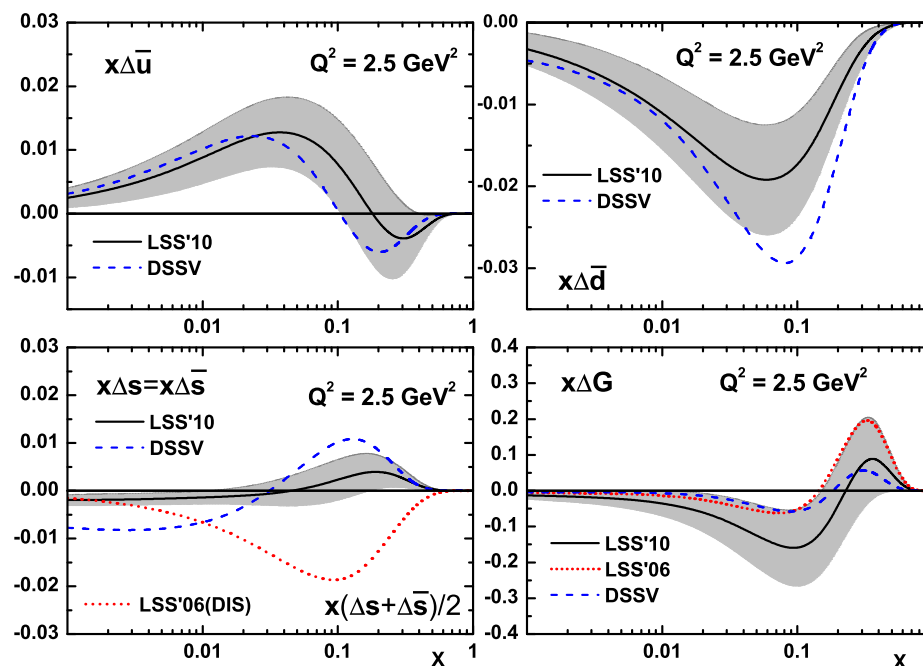 0.03
0.02
0.01
0.00
-0.01
xΔu̅
Q² = 2.5 GeV²
LSS'10
DSSV
0.01
0.1
1
0.00
-0.01
-0.02
-0.03
Q² = 2.5 GeV²
LSS'10
DSSV
xΔd̅
0.01
0.1
0.03
0.02
0.01
0.00
-0.01
-0.02
-0.03
xΔs=xΔs̅
Q² = 2.5 GeV²
LSS'10
DSSV
LSS'06(DIS)
x(Δs+Δs̅)/2
0.01
0.1
X
0.4
0.3
0.2
0.1
0.0
-0.1
-0.2
-0.3
-0.4
xΔG
Q² = 2.5 GeV²
LSS'10
LSS'06
DSSV
0.01
0.1
X